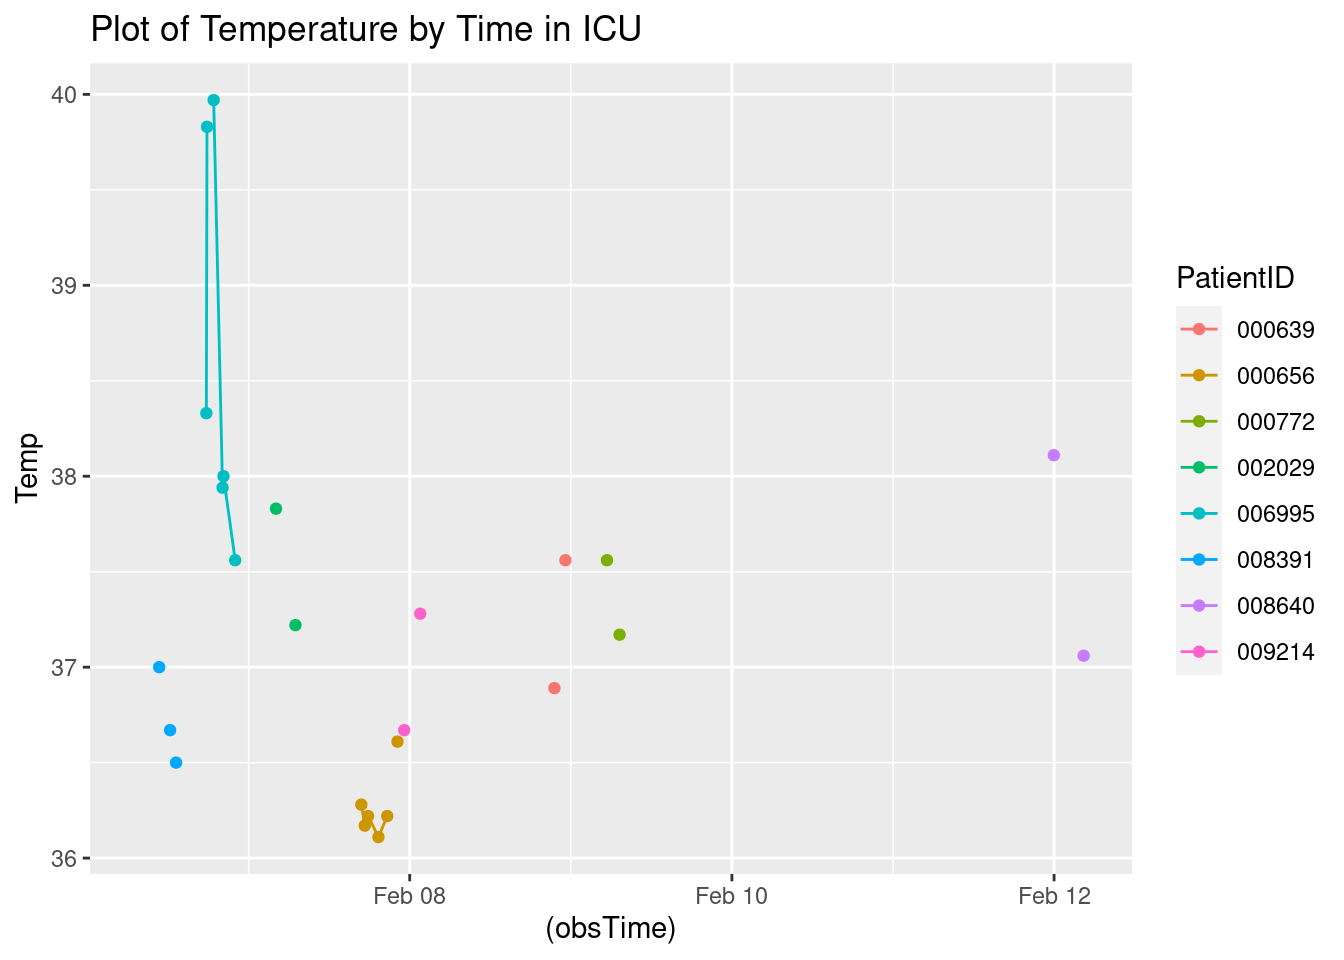 Plot of Temperature by Time in ICU
40
39
38
37
36
Temp
Feb 08
Feb 10
Feb 12
(obsTime)
PatientID
000639
000656
000772
002029
006995
008391
008640
009214